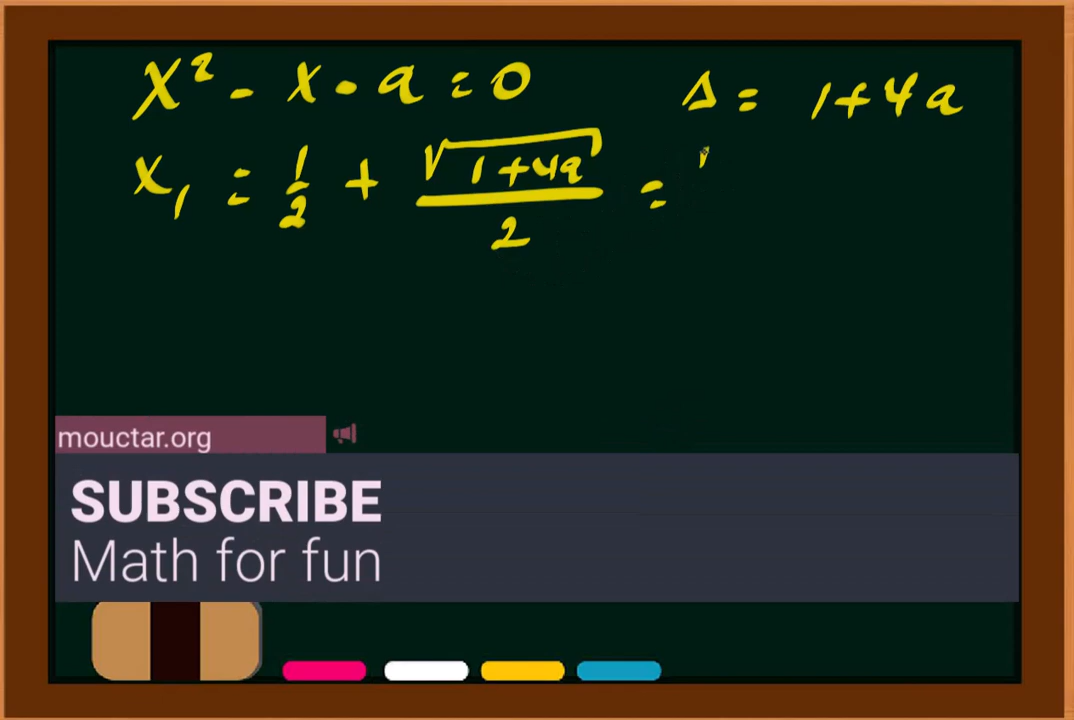 x² - x - a = 0
Δ = 1+4a
x₁ = 1/2 + √(1+4a)/2 =
mouctar.org
SUBSCRIBE
Math for fun